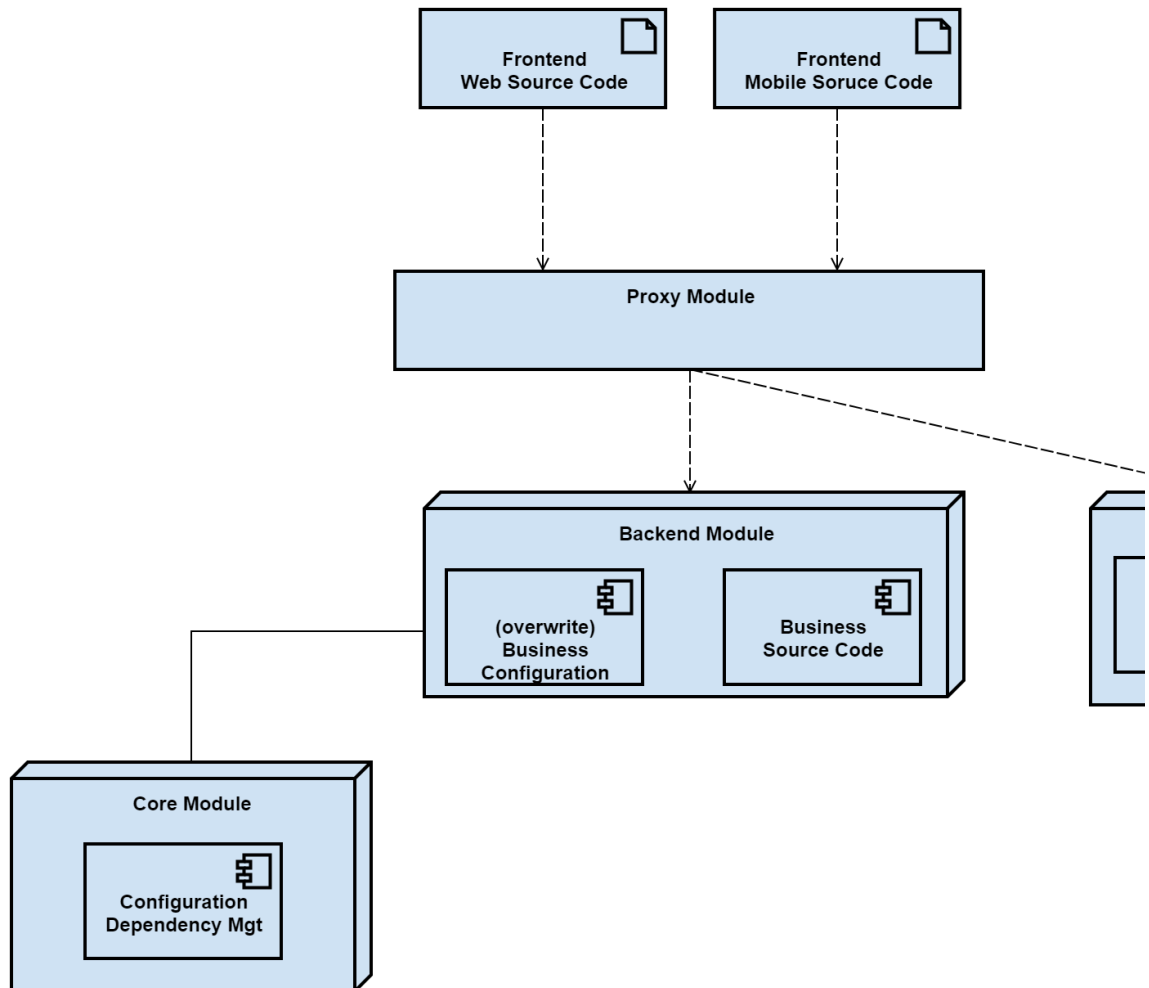 Frontend
Web Source Code
Frontend
Mobile Soruce Code
Proxy Module
Backend Module
(overwrite)
Business
Configuration
Business
Source Code
Core Module
Configuration
Dependency Mgt